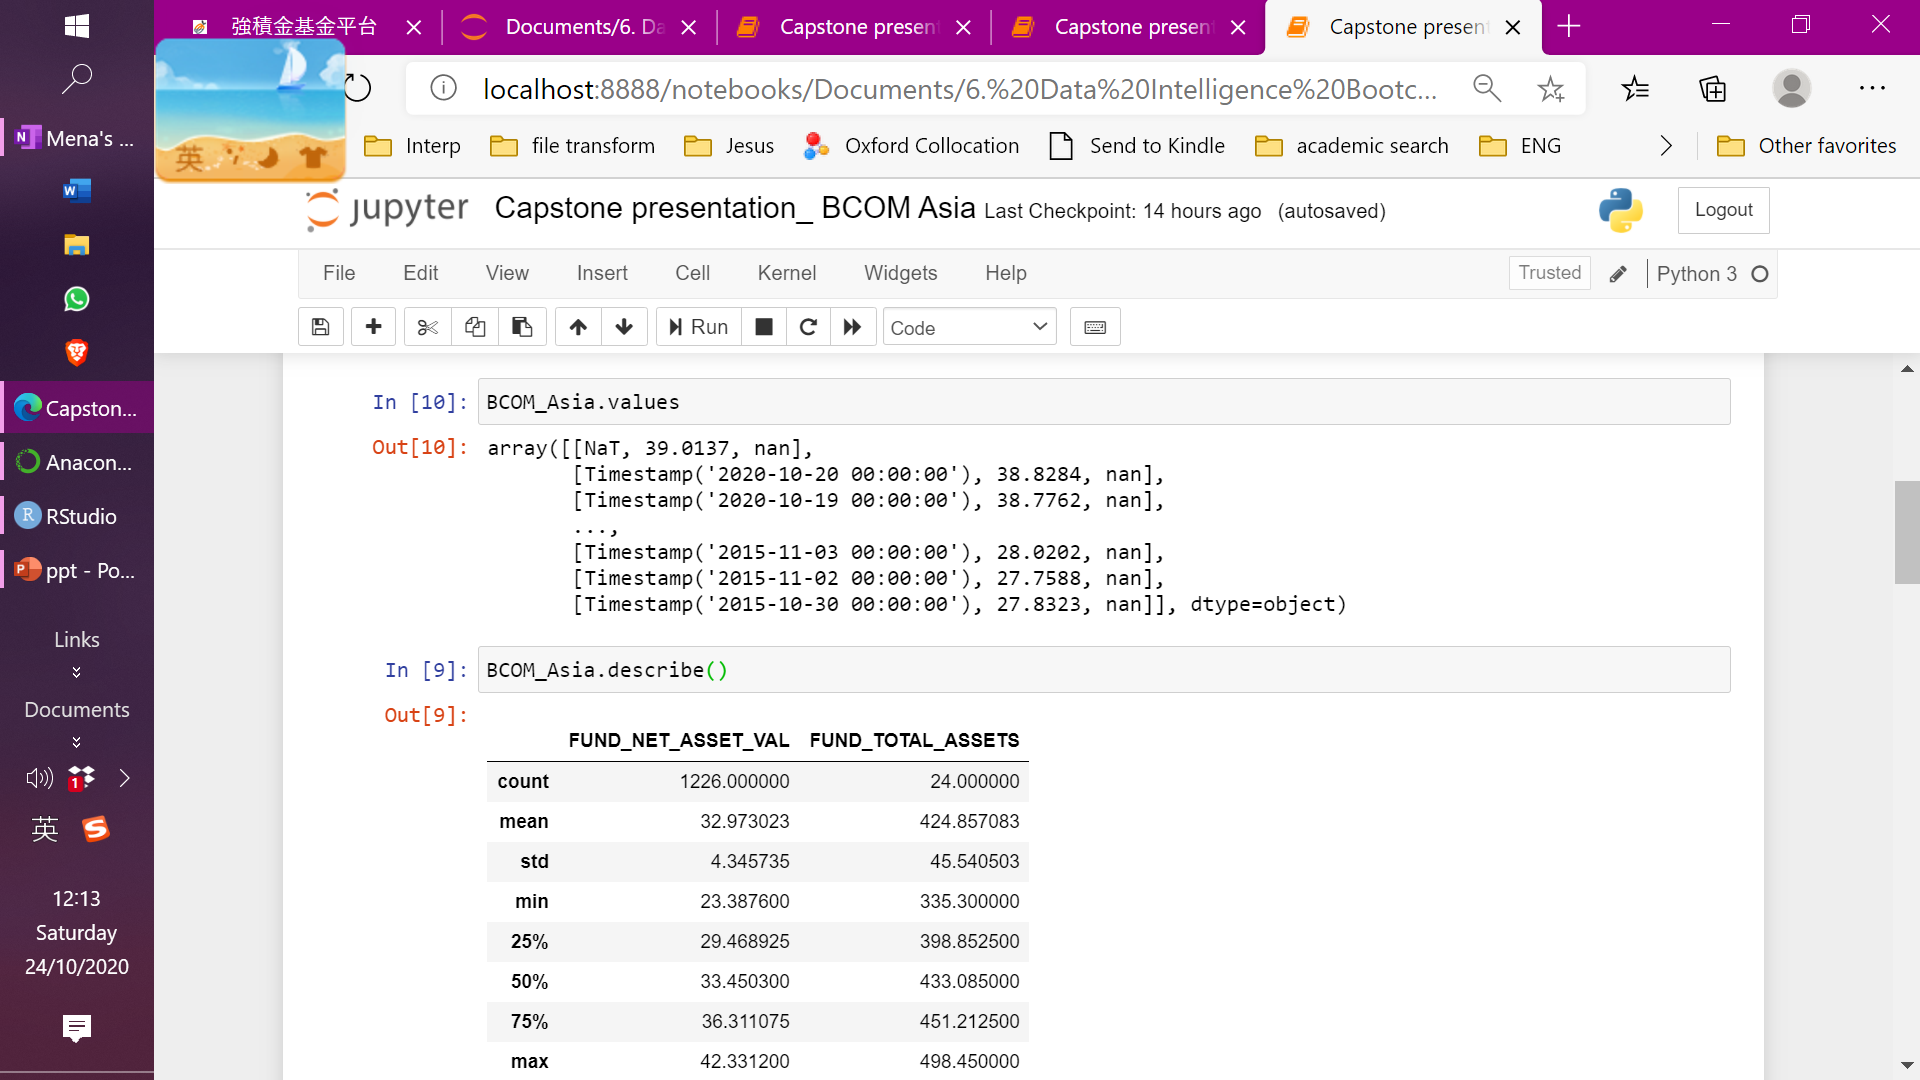 強積金基金平台
Documents/6. Da
Capstone presen
Capstone presen
Capstone presen
localhost:8888/notebooks/Documents/6.%20Data%20Intelligence%20Bootc...
Interp
file transform
Jesus
Oxford Collocation
Send to Kindle
academic search
ENG
Other favorites
英
Mena's ...
Capston...
Anacon...
RStudio
ppt - Po...
Links
Documents
1
英
12:13
Saturday
24/10/2020
jupyter Capstone presentation_ BCOM Asia Last Checkpoint: 14 hours ago (autosaved)
Logout
File Edit View Insert Cell Kernel Widgets Help
Trusted
Python 3
Run
Code
In [10]: BCOM_Asia.values
Out[10]: array([[NaT, 39.0137, nan],
[Timestamp('2020-10-20 00:00:00'), 38.8284, nan],
[Timestamp('2020-10-19 00:00:00'), 38.7762, nan],
...,
[Timestamp('2015-11-03 00:00:00'), 28.0202, nan],
[Timestamp('2015-11-02 00:00:00'), 27.7588, nan],
[Timestamp('2015-10-30 00:00:00'), 27.8323, nan]], dtype=object)
In [9]: BCOM_Asia.describe()
Out[9]:
FUND_NET_ASSET_VAL FUND_TOTAL_ASSETS
count 1226.000000 24.000000
mean 32.973023 424.857083
std 4.345735 45.540503
min 23.387600 335.300000
25% 29.468925 398.852500
50% 33.450300 433.085000
75% 36.311075 451.212500
max 42.331200 498.450000